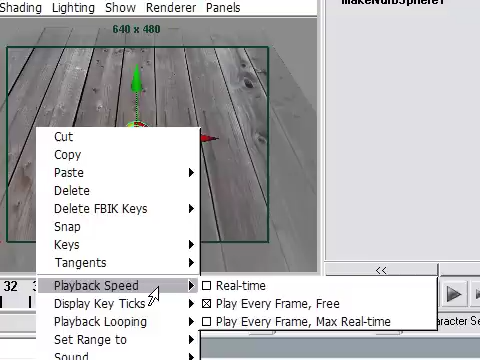 Shading Lighting Show Renderer Panels
makeNurbSphere1
640 x 480
Cut
Copy
Paste
Delete
Delete FBIK Keys
Snap
Keys
Tangents
Playback Speed
Real-time
32
Display Key Ticks
Play Every Frame, Free
Playback Looping
Play Every Frame, Max Real-time
Set Range to
Sound
<<
aracter Se